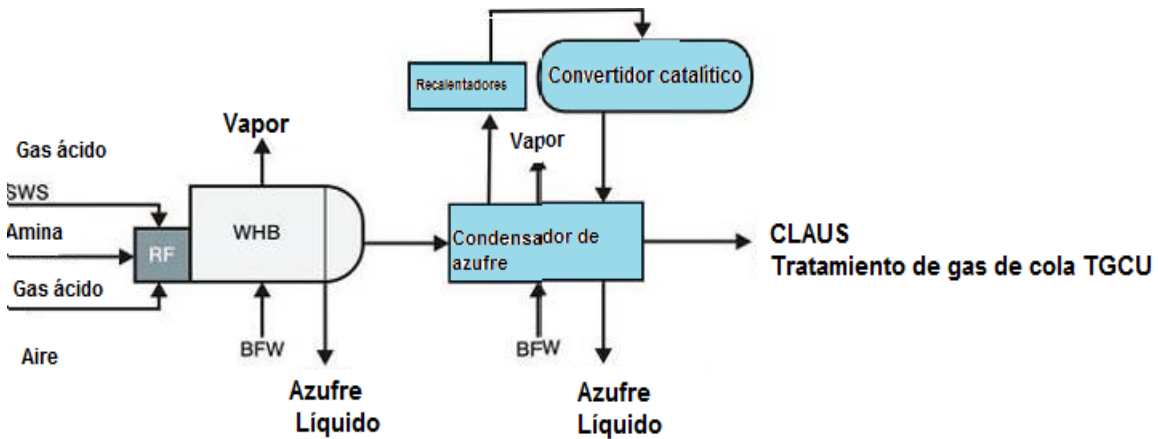 Recalentadores
Convertidor catalítico
Vapor
Vapor
Gas ácido
SWS
Amina
RF
WHB
Condensador de
azufre
CLAUS
Tratamiento de gas de cola TGCU
Gas ácido
Aire
BFW
BFW
Azufre
Líquido
Azufre
Líquido